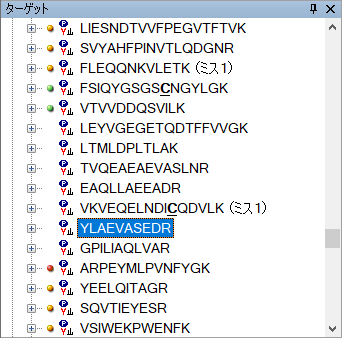 ターゲット
LIESNDTVVFPEGVTFTVK
SVYAHFPINVTLQDGNR
FLEQQNKVLETK (ミス1)
FSIQYGSGSCNGYLGK
VTVVDDQSVILK
LEYVGEGETQDTFFVVGK
LTMLDPLTLAK
TVQEAEAEVASLNR
EAQLLAEEADR
VKVEQELNDICQDVLK (ミス1)
YLAEVASEDR
GPILIAQLVAR
ARPEYMLPVNFYGK
YEELQITAGR
SQVTIEYESR
VSIWEKPWENFK